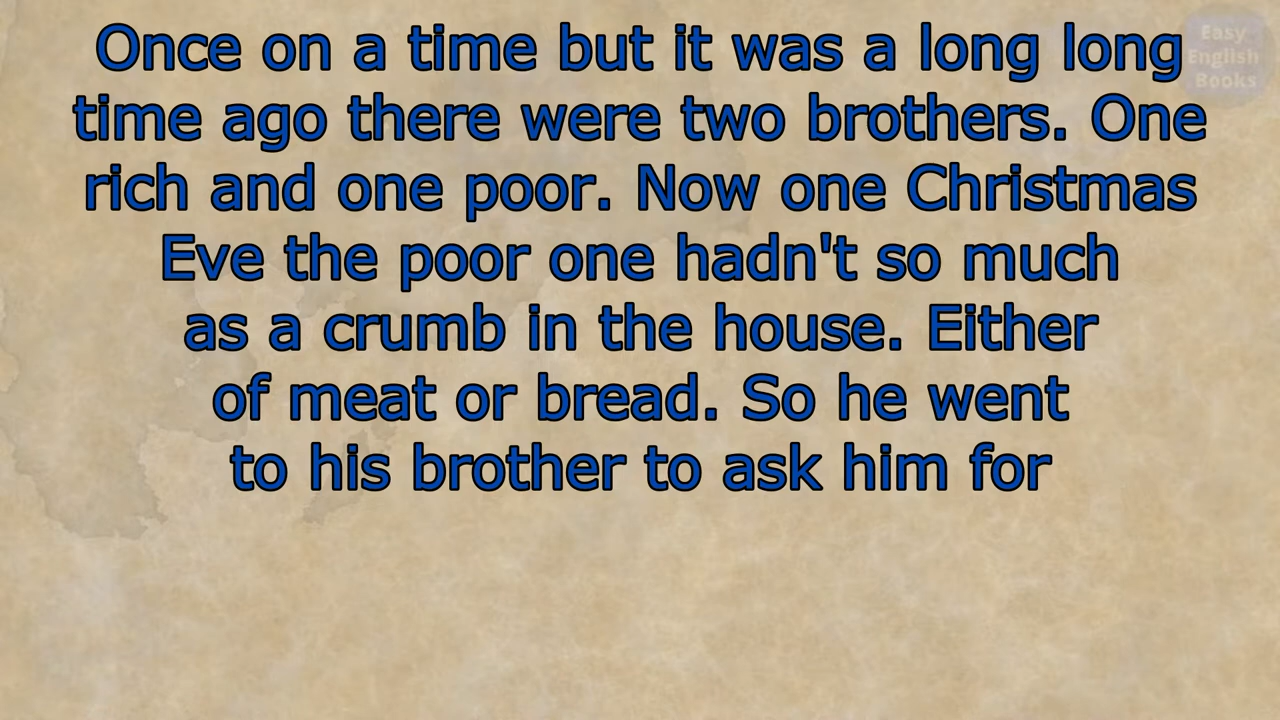 Once on a time but it was a long long
time ago there were two brothers. One
rich and one poor. Now one Christmas
Eve the poor one hadn't so much
as a crumb in the house. Either
of meat or bread. So he went
to his brother to ask him for
Easy
English
Books